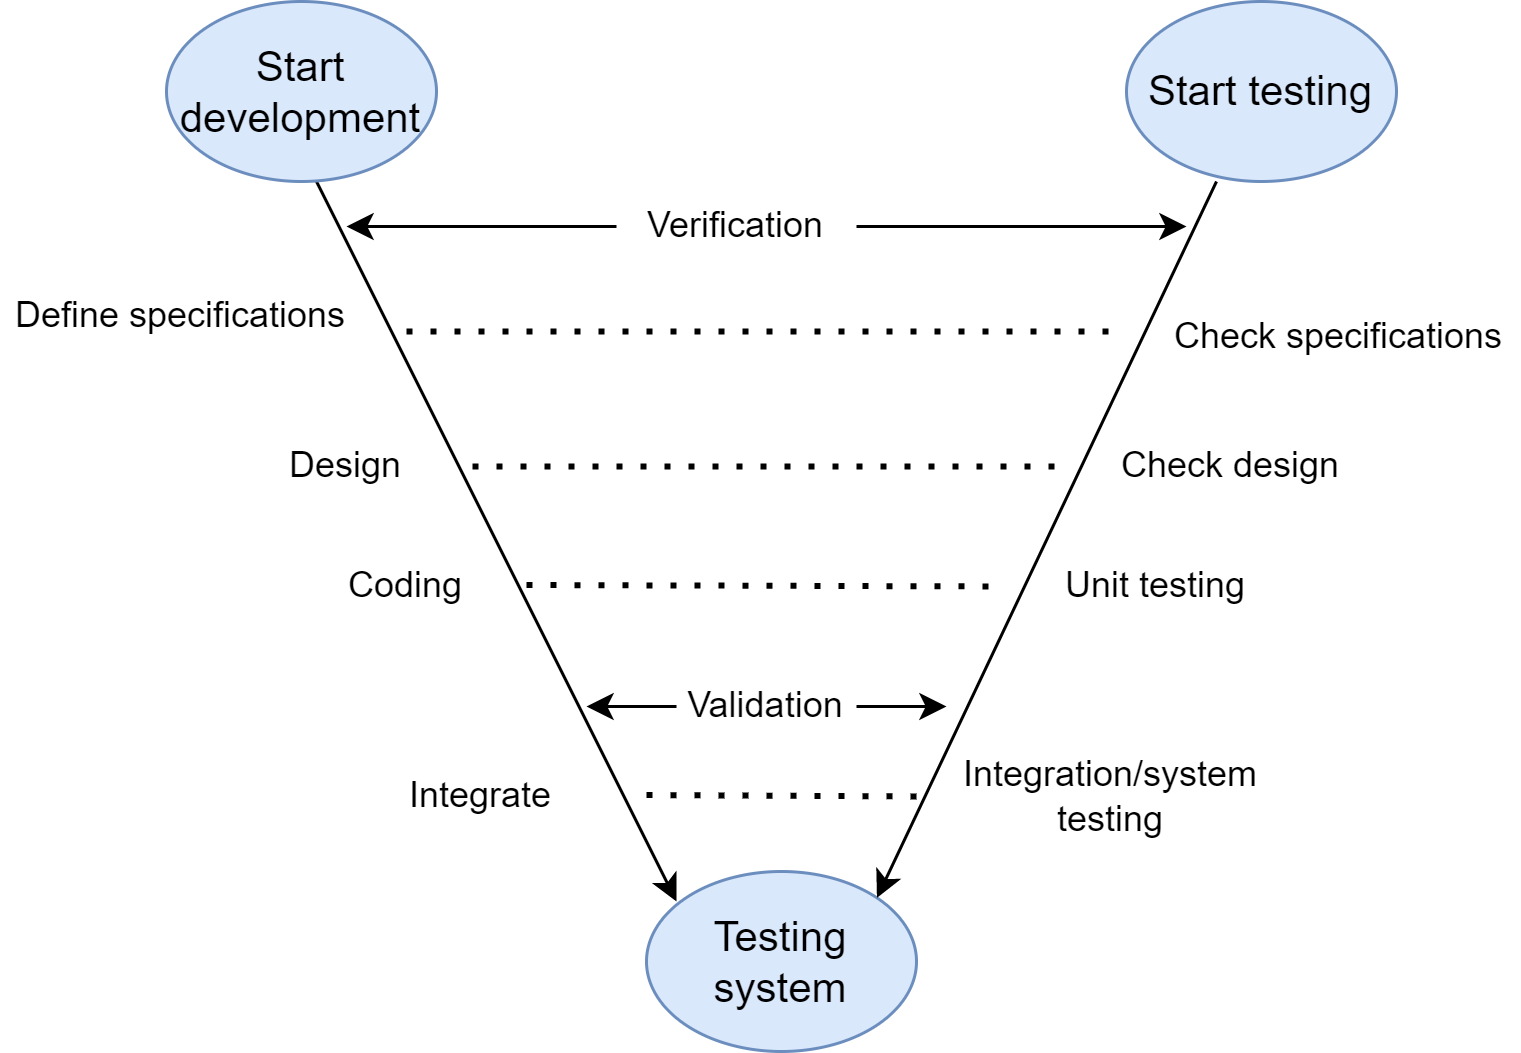 Start
development
Start testing
Verification
Define specifications
Check specifications
Design
Check design
Coding
Unit testing
Validation
Integrate
Integration/system
testing
Testing
system